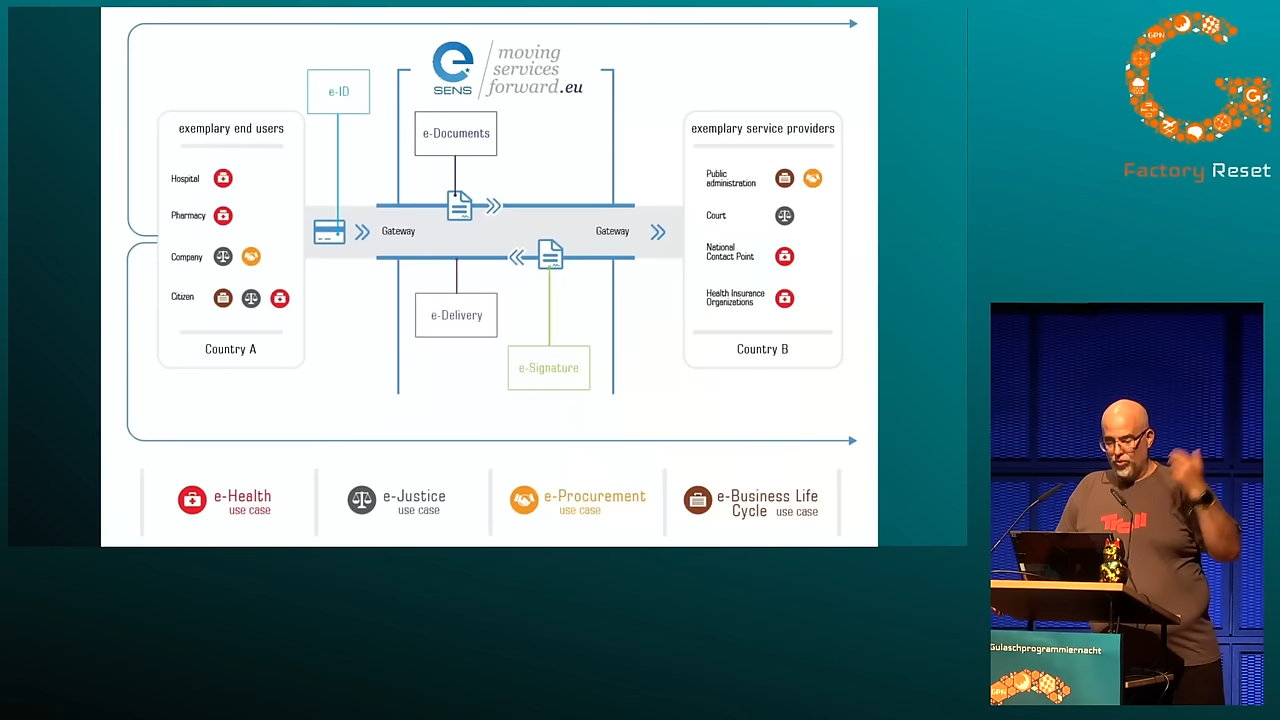 e
SENS
moving
services
forward.eu
e-ID
e-Documents
exemplary end users
Hospital
Pharmacy
Company
Citizen
Country A
Gateway
Gateway
e-Delivery
e-Signature
exemplary service providers
Public
administration
Court
National
Contact Point
Health Insurance
Organizations
Country B
e-Health
use case
e-Justice
use case
e-Procurement
use case
e-Business Life
Cycle use case
GPN
G
Factory Reset
Troll
Gulaschprogrammiernacht
GPN